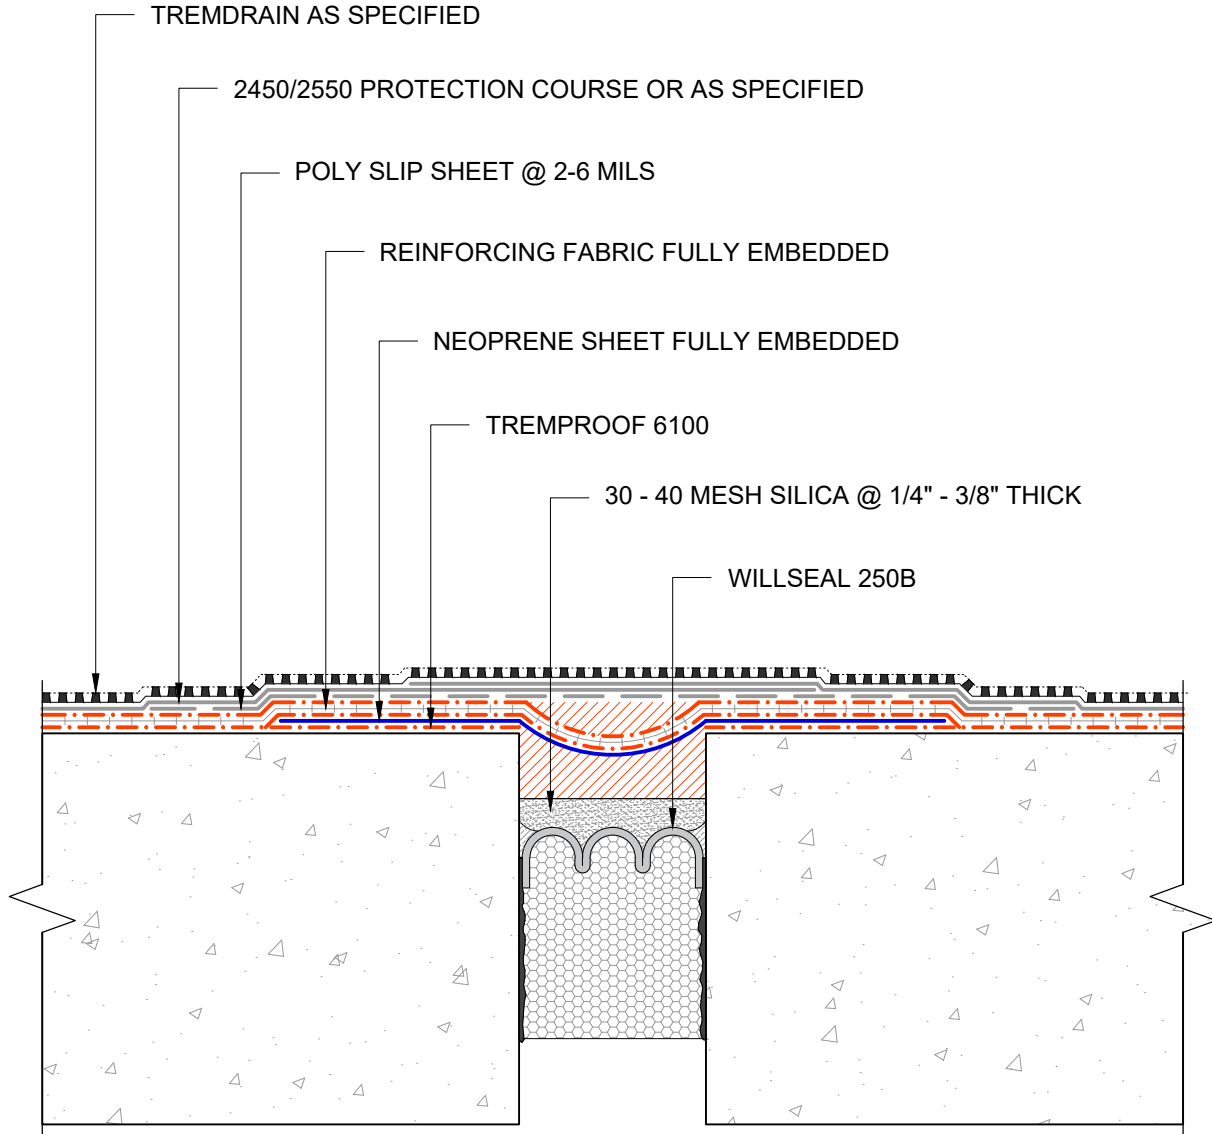 TREMDRAIN AS SPECIFIED
2450/2550 PROTECTION COURSE OR AS SPECIFIED
POLY SLIP SHEET @ 2-6 MILS
REINFORCING FABRIC FULLY EMBEDDED
NEOPRENE SHEET FULLY EMBEDDED
TREMPROOF 6100
30 - 40 MESH SILICA @ 1/4" - 3/8" THICK
WILLSEAL 250B